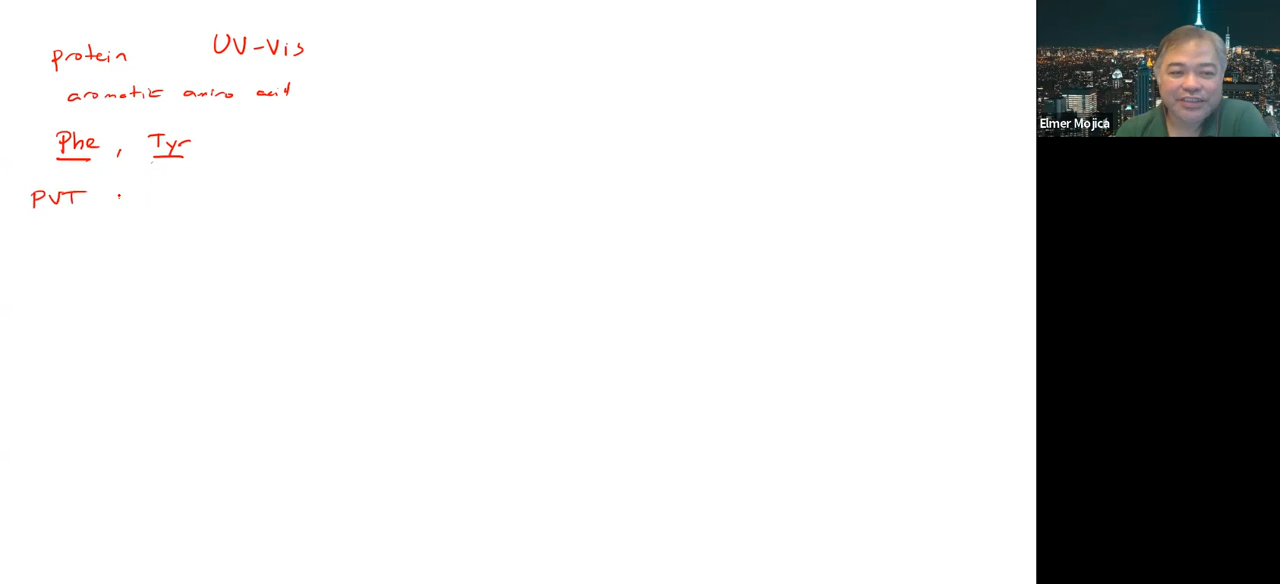 protein UV-Vis
aromatic amino acid
Phe, Tyr
PVT :
Elmer Mojica